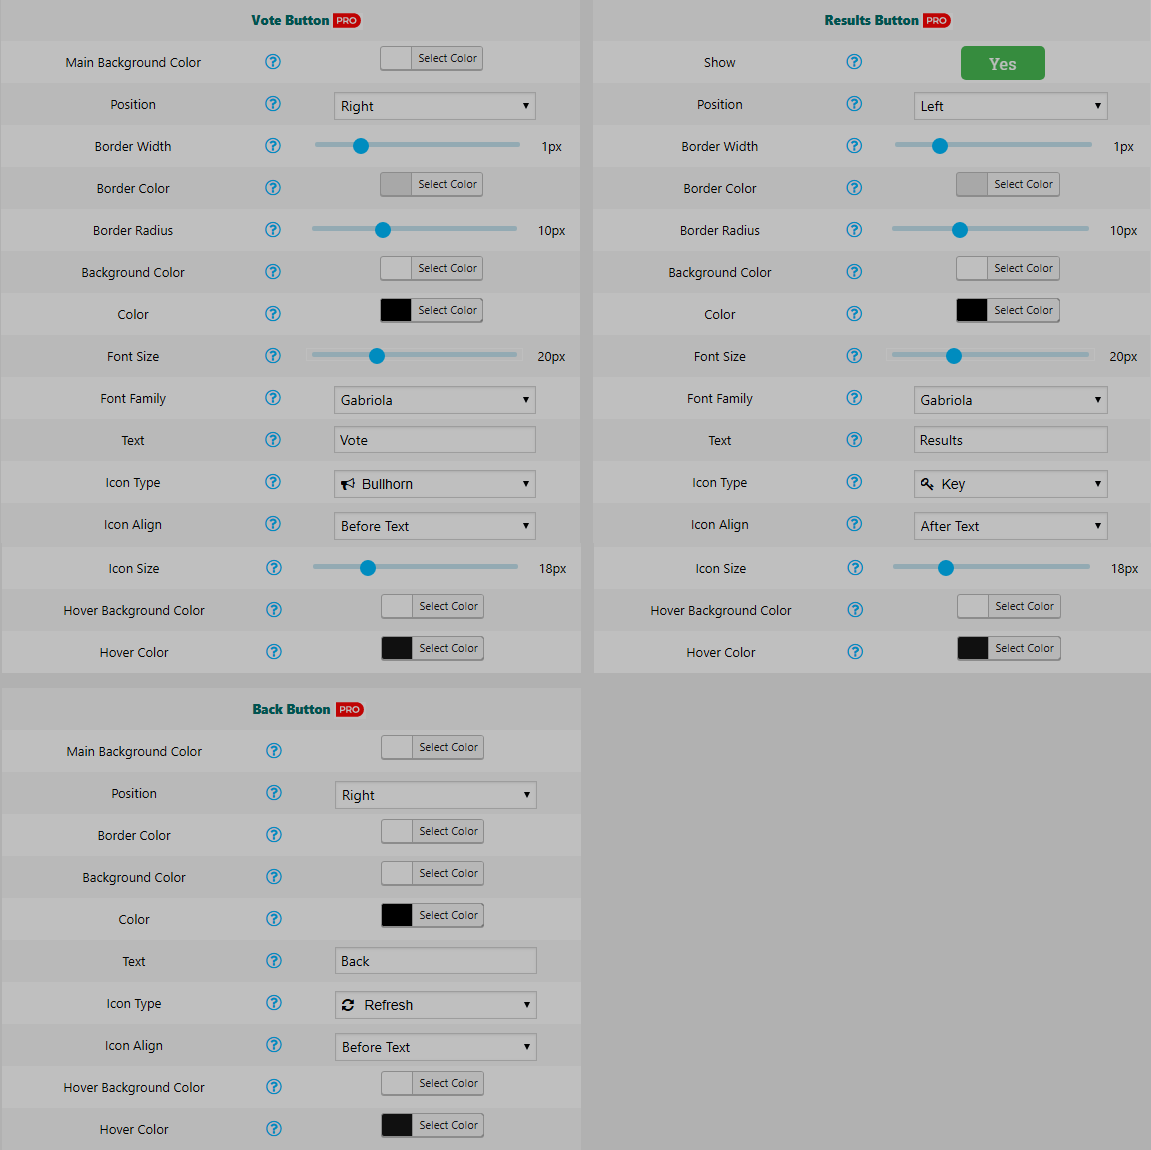 Vote Button PRO
Main Background Color ? Select Color
Position ? Right
Border Width ? 1px
Border Color ? Select Color
Border Radius ? 10px
Background Color ? Select Color
Color ? Select Color
Font Size ? 20px
Font Family ? Gabriola
Text ? Vote
Icon Type ? Bullhorn
Icon Align ? Before Text
Icon Size ? 18px
Hover Background Color ? Select Color
Hover Color ? Select Color
Results Button PRO
Show ? Yes
Position ? Left
Border Width ? 1px
Border Color ? Select Color
Border Radius ? 10px
Background Color ? Select Color
Color ? Select Color
Font Size ? 20px
Font Family ? Gabriola
Text ? Results
Icon Type ? Key
Icon Align ? After Text
Icon Size ? 18px
Hover Background Color ? Select Color
Hover Color ? Select Color
Back Button PRO
Main Background Color ? Select Color
Position ? Right
Border Color ? Select Color
Background Color ? Select Color
Color ? Select Color
Text ? Back
Icon Type ? Refresh
Icon Align ? Before Text
Hover Background Color ? Select Color
Hover Color ? Select Color